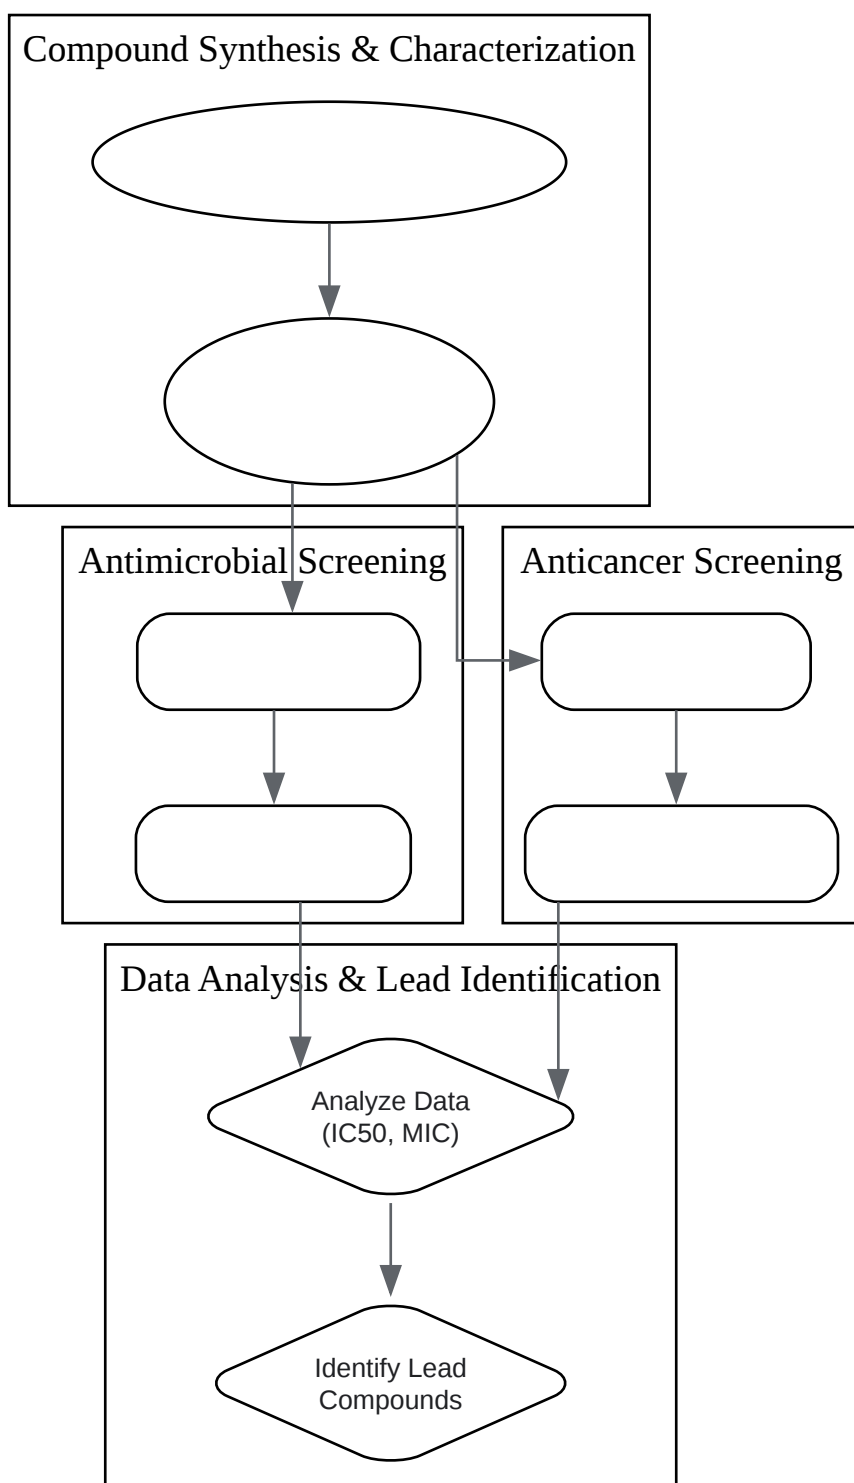 Compound Synthesis & Characterization
Antimicrobial Screening
Anticancer Screening
Data Analysis & Lead Identification
Analyze Data
(IC50, MIC)
Identify Lead
Compounds